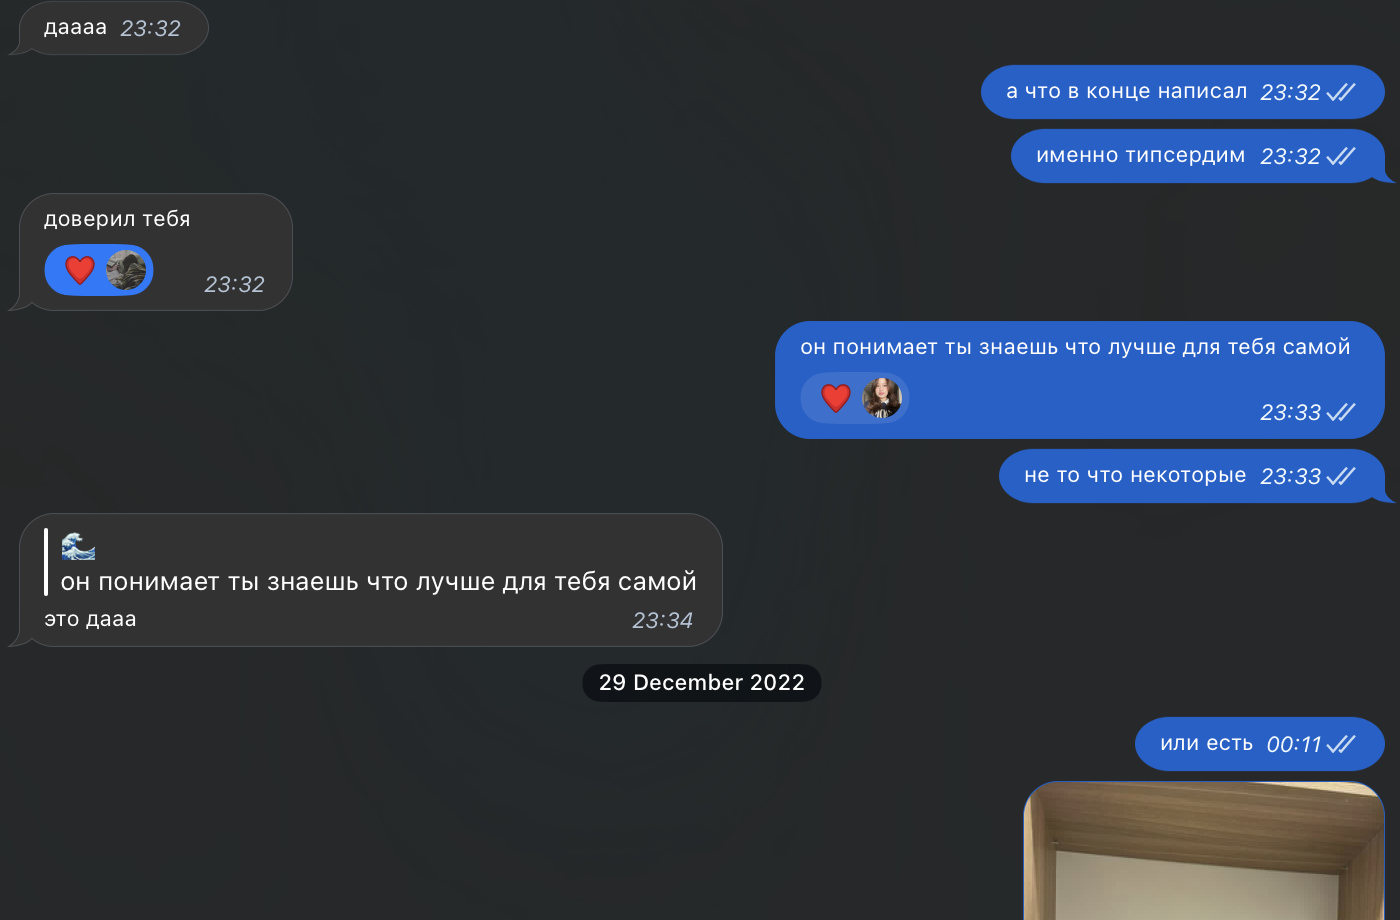 даааа 23:32
а что в конце написал 23:32
именно типсердим 23:32
доверил тебя
23:32
он понимает ты знаешь что лучше для тебя самой
23:33
не то что некоторые 23:33
он понимает ты знаешь что лучше для тебя самой
это дааа 23:34
29 December 2022
или есть 00:11